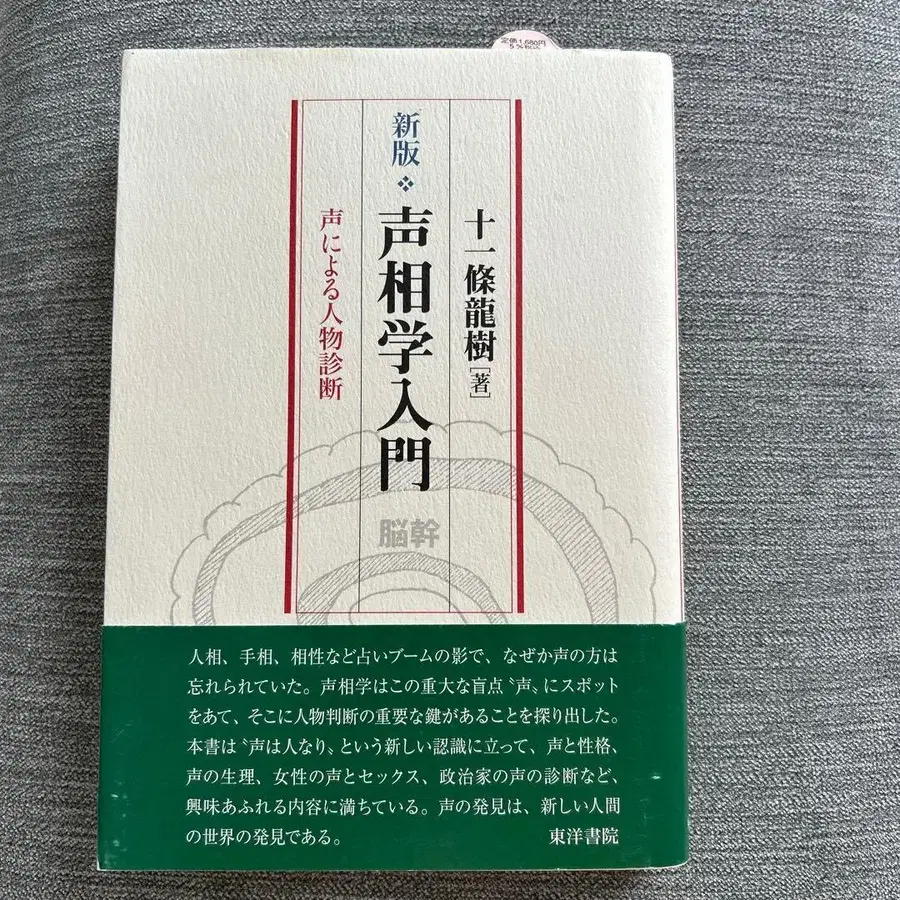 定価1,680円
十一條龍樹［著］
新版❖声相学入門
声による人物診断
脳幹
人相、手相、相性など占いブームの影で、なぜか声の方は
忘れられていた。声相学はこの重大な盲点〝声〟にスポット
をあて、そこに人物判断の重要な鍵があることを探り出した。
本書は〝声は人なり〟という新しい認識に立って、声と性格、
声の生理、女性の声とセックス、政治家の声の診断など、
興味あふれる内容に満ちている。声の発見は、新しい人間
の世界の発見である。
東洋書院